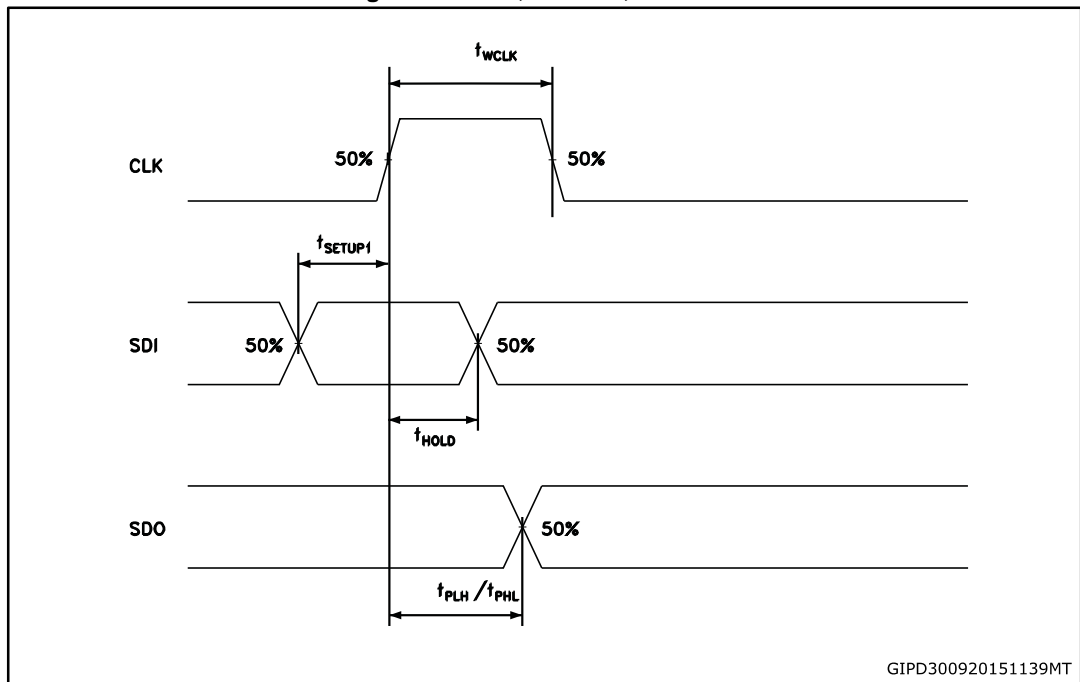 tWCLK
50%
50%
CLK
tSETUP1
SDI
50%
50%
tHOLD
SDO
50%
tPLH /tPHL
GIPD300920151139MT